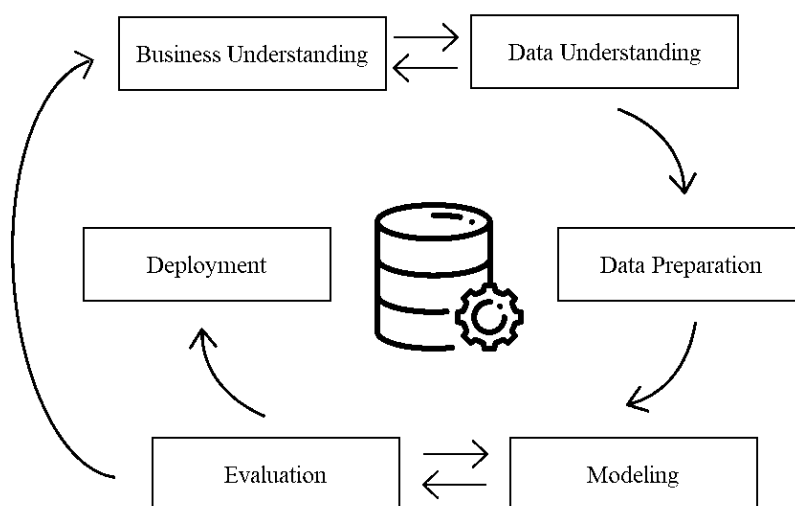 Business Understanding
Data Understanding
Deployment
Data Preparation
Evaluation
Modeling